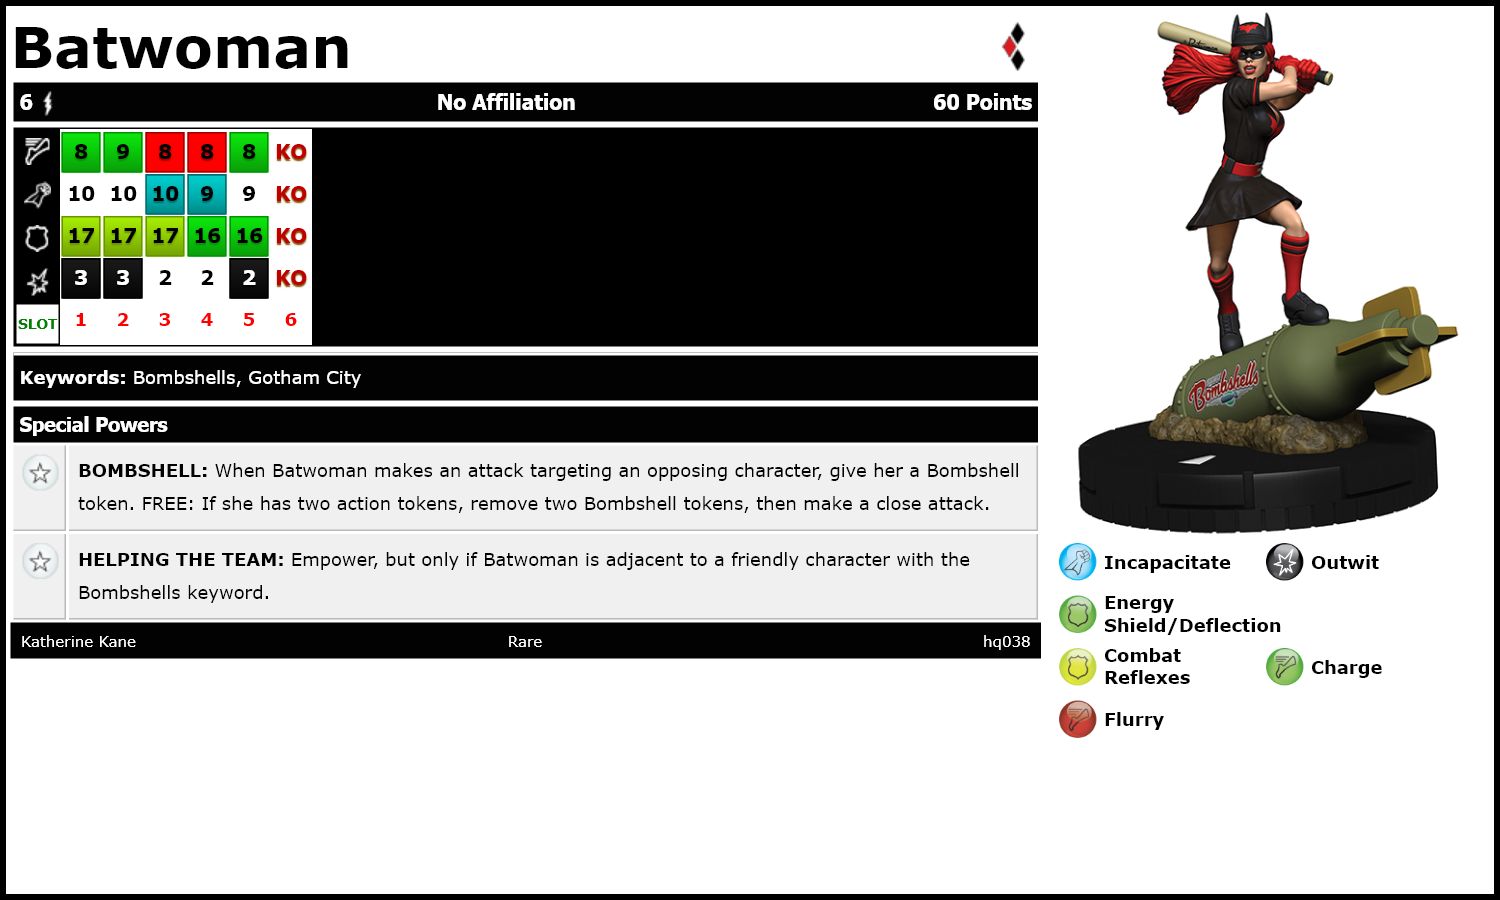 Batwoman
6 No Affiliation 60 Points
8 9 8 8 8 KO
10 10 10 9 9 KO
17 17 17 16 16 KO
3 3 2 2 2 KO
SLOT 1 2 3 4 5 6
Keywords: Bombshells, Gotham City
Special Powers
BOMBSHELL: When Batwoman makes an attack targeting an opposing character, give her a Bombshell
token. FREE: If she has two action tokens, remove two Bombshell tokens, then make a close attack.
HELPING THE TEAM: Empower, but only if Batwoman is adjacent to a friendly character with the
Bombshells keyword.
Katherine Kane Rare hq038
Bombshells
Incapacitate Outwit
Energy
Shield/Deflection
Combat
Reflexes
Charge
Flurry